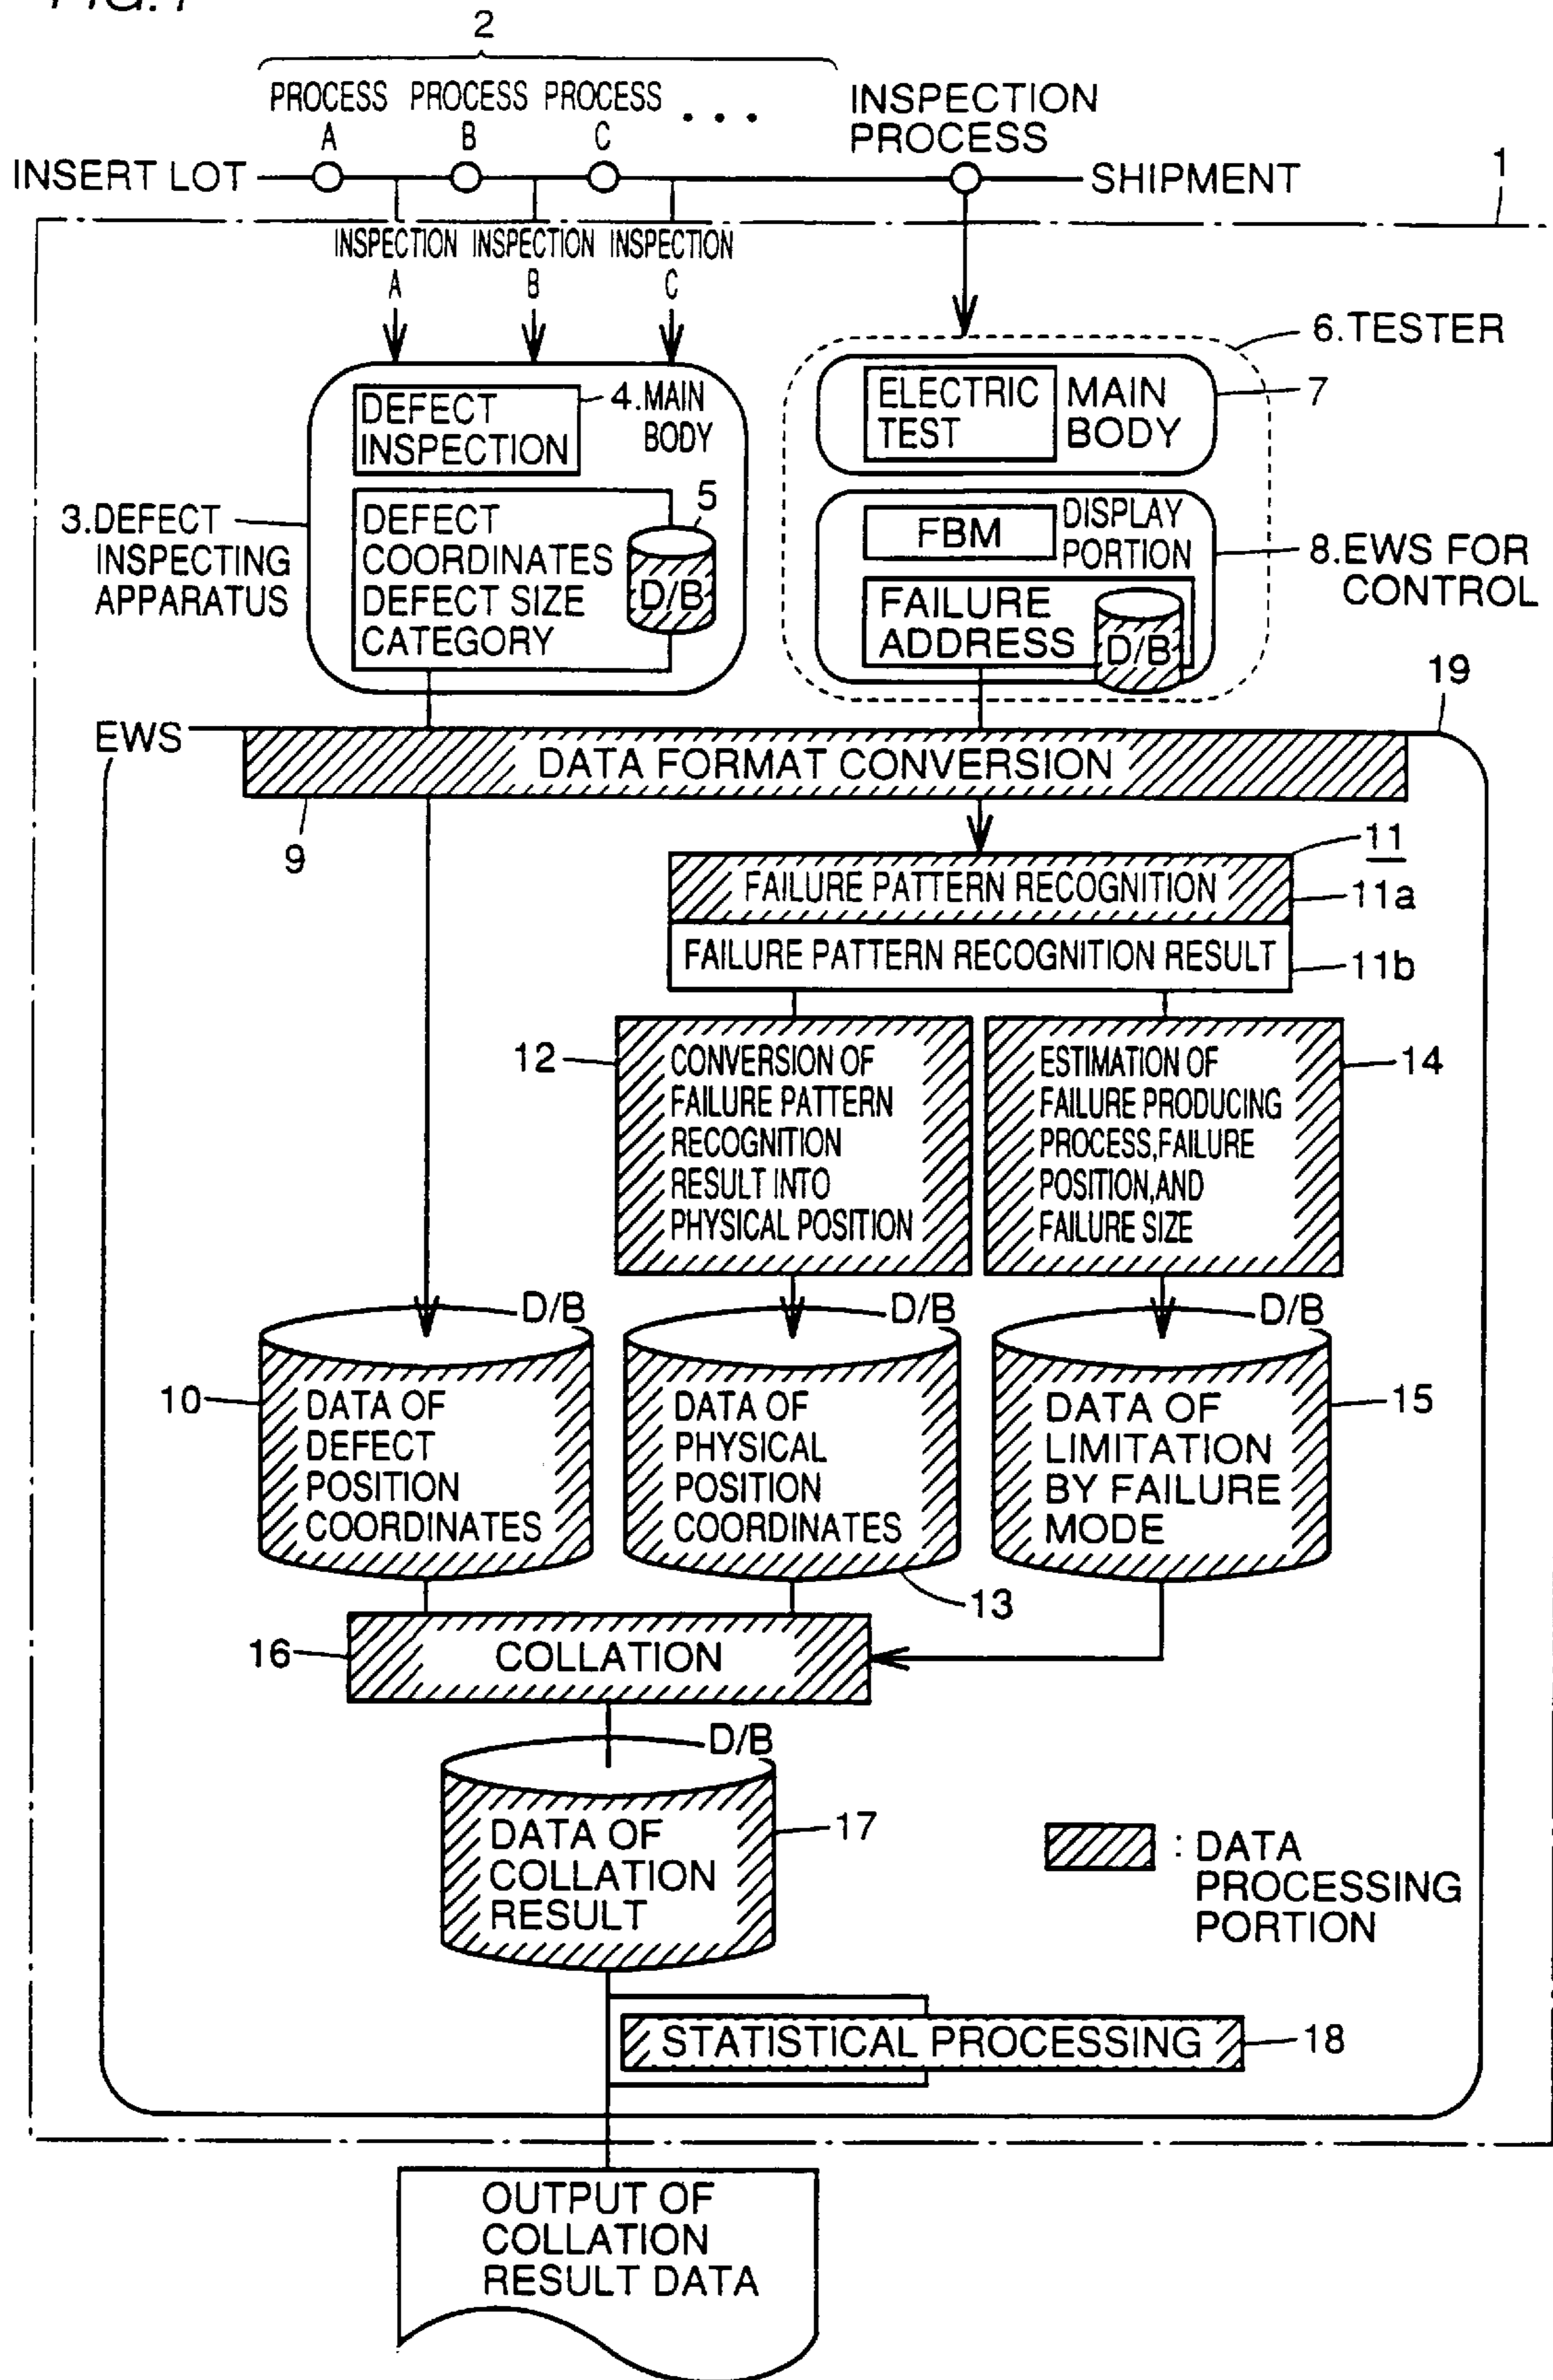 2
PROCESS PROCESS PROCESS
A B C
...
INSPECTION
PROCESS
INSERT LOT
SHIPMENT
1
INSPECTION INSPECTION INSPECTION
A B C
6.TESTER
DEFECT
INSPECTION
4.MAIN
BODY
ELECTRIC
TEST
MAIN
BODY
7
3.DEFECT
INSPECTING
APPARATUS
DEFECT
COORDINATES
DEFECT SIZE
CATEGORY
5
D/B
FBM
DISPLAY
PORTION
8.EWS FOR
CONTROL
FAILURE
ADDRESS
D/B
19
EWS
DATA FORMAT CONVERSION
9
11
FAILURE PATTERN RECOGNITION
11a
FAILURE PATTERN RECOGNITION RESULT
11b
12
CONVERSION OF
FAILURE PATTERN
RECOGNITION
RESULT INTO
PHYSICAL POSITION
ESTIMATION OF
FAILURE PRODUCING
PROCESS,FAILURE
POSITION,AND
FAILURE SIZE
14
D/B
D/B
D/B
10
DATA OF
DEFECT
POSITION
COORDINATES
DATA OF
PHYSICAL
POSITION
COORDINATES
13
DATA OF
LIMITATION
BY FAILURE
MODE
15
16
COLLATION
D/B
DATA OF
COLLATION
RESULT
17
: DATA
PROCESSING
PORTION
STATISTICAL PROCESSING
18
OUTPUT OF
COLLATION
RESULT DATA